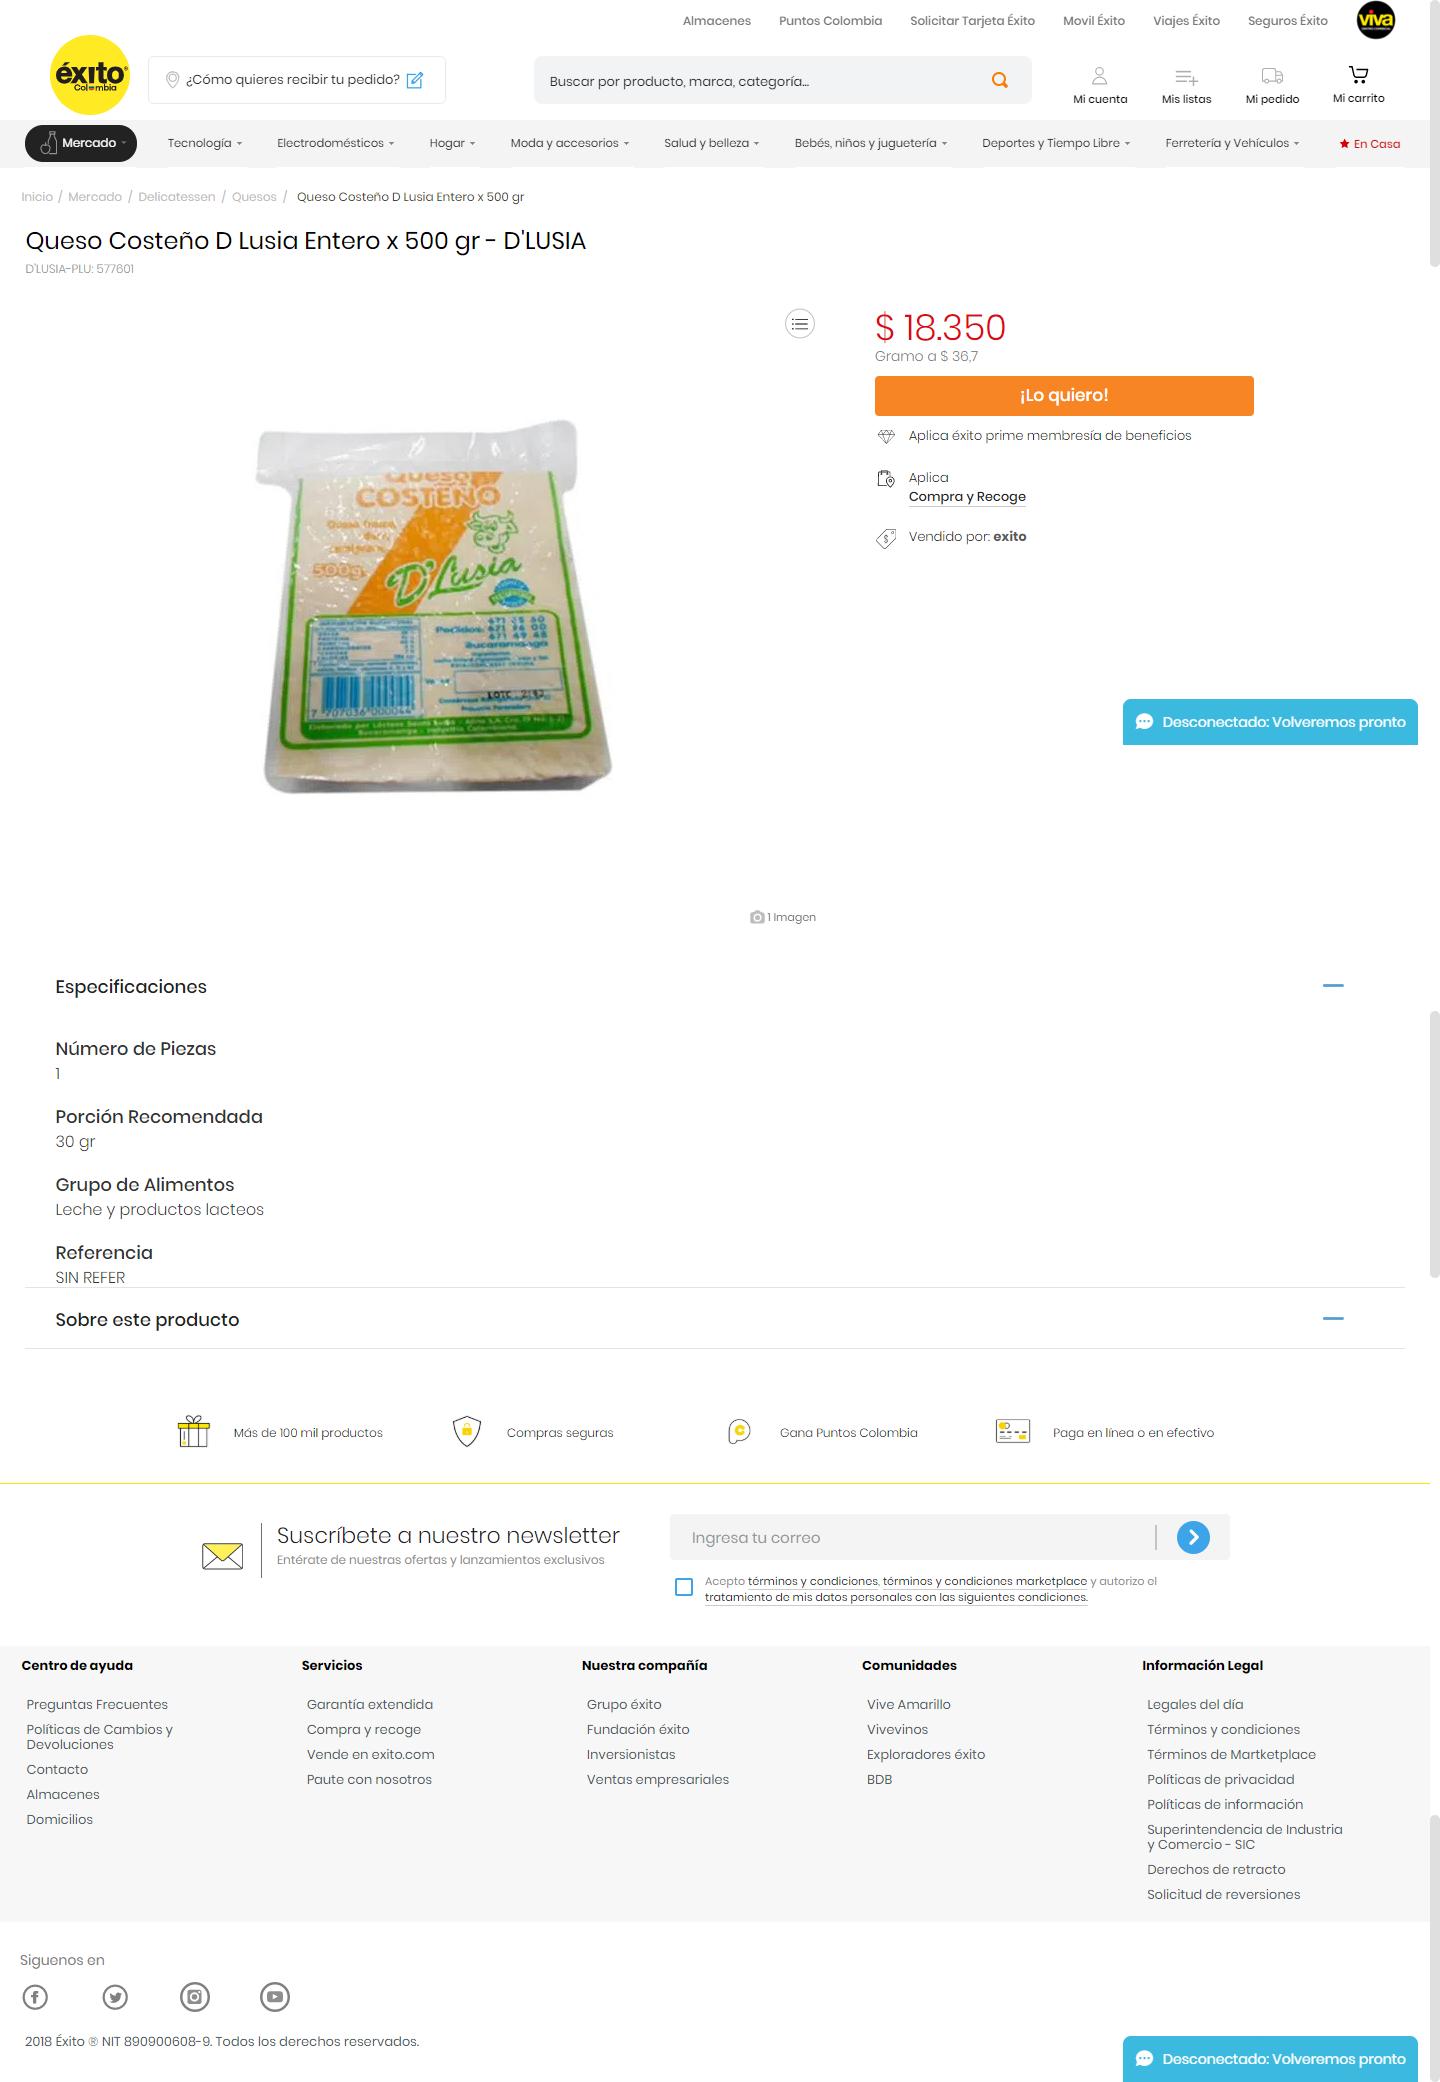 Almacenes
Puntos Colombia
Solicitar Tarjeta Éxito
Movil Éxito
Viajes Éxito
Seguros Éxito
viva
éxito
Colombia
¿Cómo quieres recibir tu pedido?
Buscar por producto, marca, categoría...
Mi cuenta
Mis listas
Mi pedido
Mi carrito
Mercado
Tecnología
Electrodomésticos
Hogar
Moda y accesorios
Salud y belleza
Bebés, niños y juguetería
Deportes y Tiempo Libre
Ferretería y Vehículos
En Casa
Inicio / Mercado / Delicatessen / Quesos / Queso Costeño D Lusia Entero x 500 gr
Queso Costeño D Lusia Entero x 500 gr - D'LUSIA
D'LUSIA-PLU: 577601
$ 18.350
Gramo a $ 36,7
¡Lo quiero!
Aplica éxito prime membresía de beneficios
Aplica
Compra y Recoge
Vendido por: exito
Queso
COSTEÑO
500g
D'Lusia
Pedidos:
Bucaramanga
Desconectado: Volveremos pronto
1 Imagen
Especificaciones
Número de Piezas
1
Porción Recomendada
30 gr
Grupo de Alimentos
Leche y productos lacteos
Referencia
SIN REFER
Sobre este producto
Más de 100 mil productos
Compras seguras
Gana Puntos Colombia
Paga en línea o en efectivo
Suscríbete a nuestro newsletter
Entérate de nuestras ofertas y lanzamientos exclusivos
Ingresa tu correo
Acepto términos y condiciones, términos y condiciones marketplace y autorizo el
tratamiento de mis datos personales con las siguientes condiciones.
Centro de ayuda
Preguntas Frecuentes
Políticas de Cambios y
Devoluciones
Contacto
Almacenes
Domicilios
Servicios
Garantía extendida
Compra y recoge
Vende en exito.com
Paute con nosotros
Nuestra compañía
Grupo éxito
Fundación éxito
Inversionistas
Ventas empresariales
Comunidades
Vive Amarillo
Vivevinos
Exploradores éxito
BDB
Información Legal
Legales del día
Términos y condiciones
Términos de Martketplace
Políticas de privacidad
Políticas de información
Superintendencia de Industria
y Comercio - SIC
Derechos de retracto
Solicitud de reversiones
Siguenos en
2018 Éxito ® NIT 890900608-9. Todos los derechos reservados.
Desconectado: Volveremos pronto